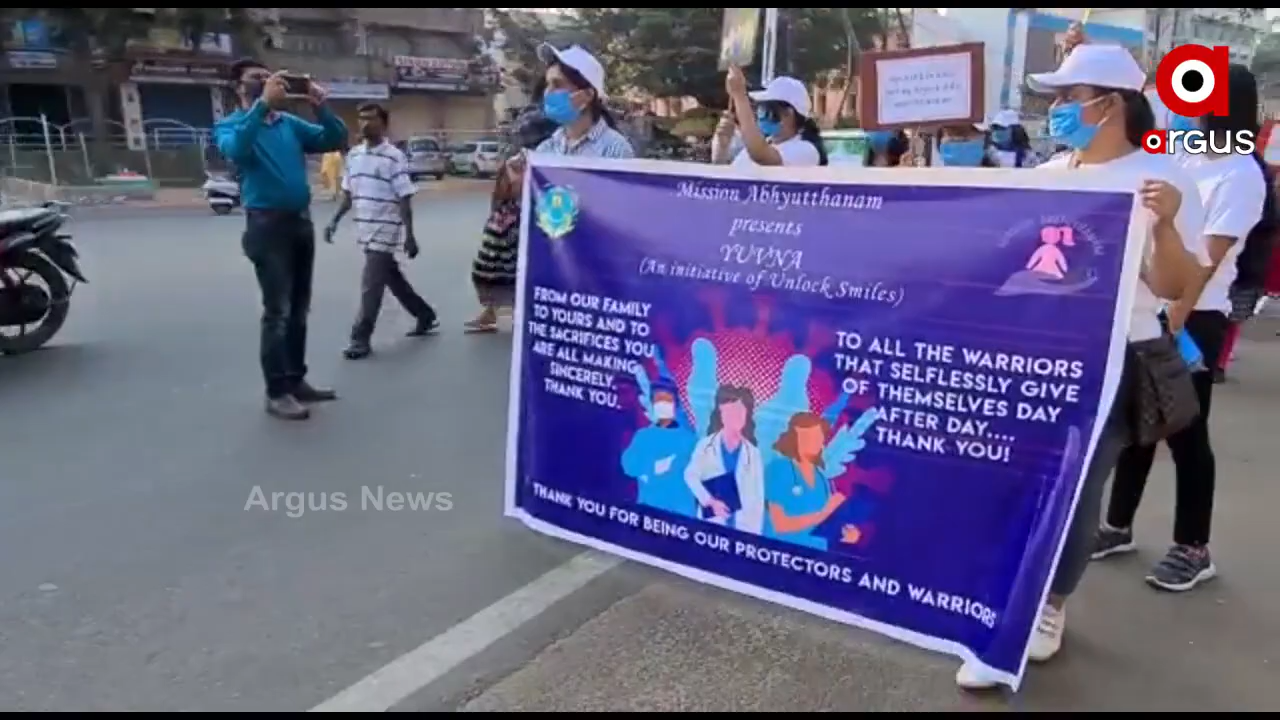 argus
Mission Abhyutthanam
presents
YUVNA
(An initiative of Unlock Smiles)
FROM OUR FAMILY
TO YOURS AND TO
THE SACRIFICES YOU
ARE ALL MAKING
SINCERELY,
THANK YOU.
TO ALL THE WARRIORS
THAT SELFLESSLY GIVE
OF THEMSELVES DAY
AFTER DAY....
THANK YOU!
THANK YOU FOR BEING OUR PROTECTORS AND WARRIORS
Argus News